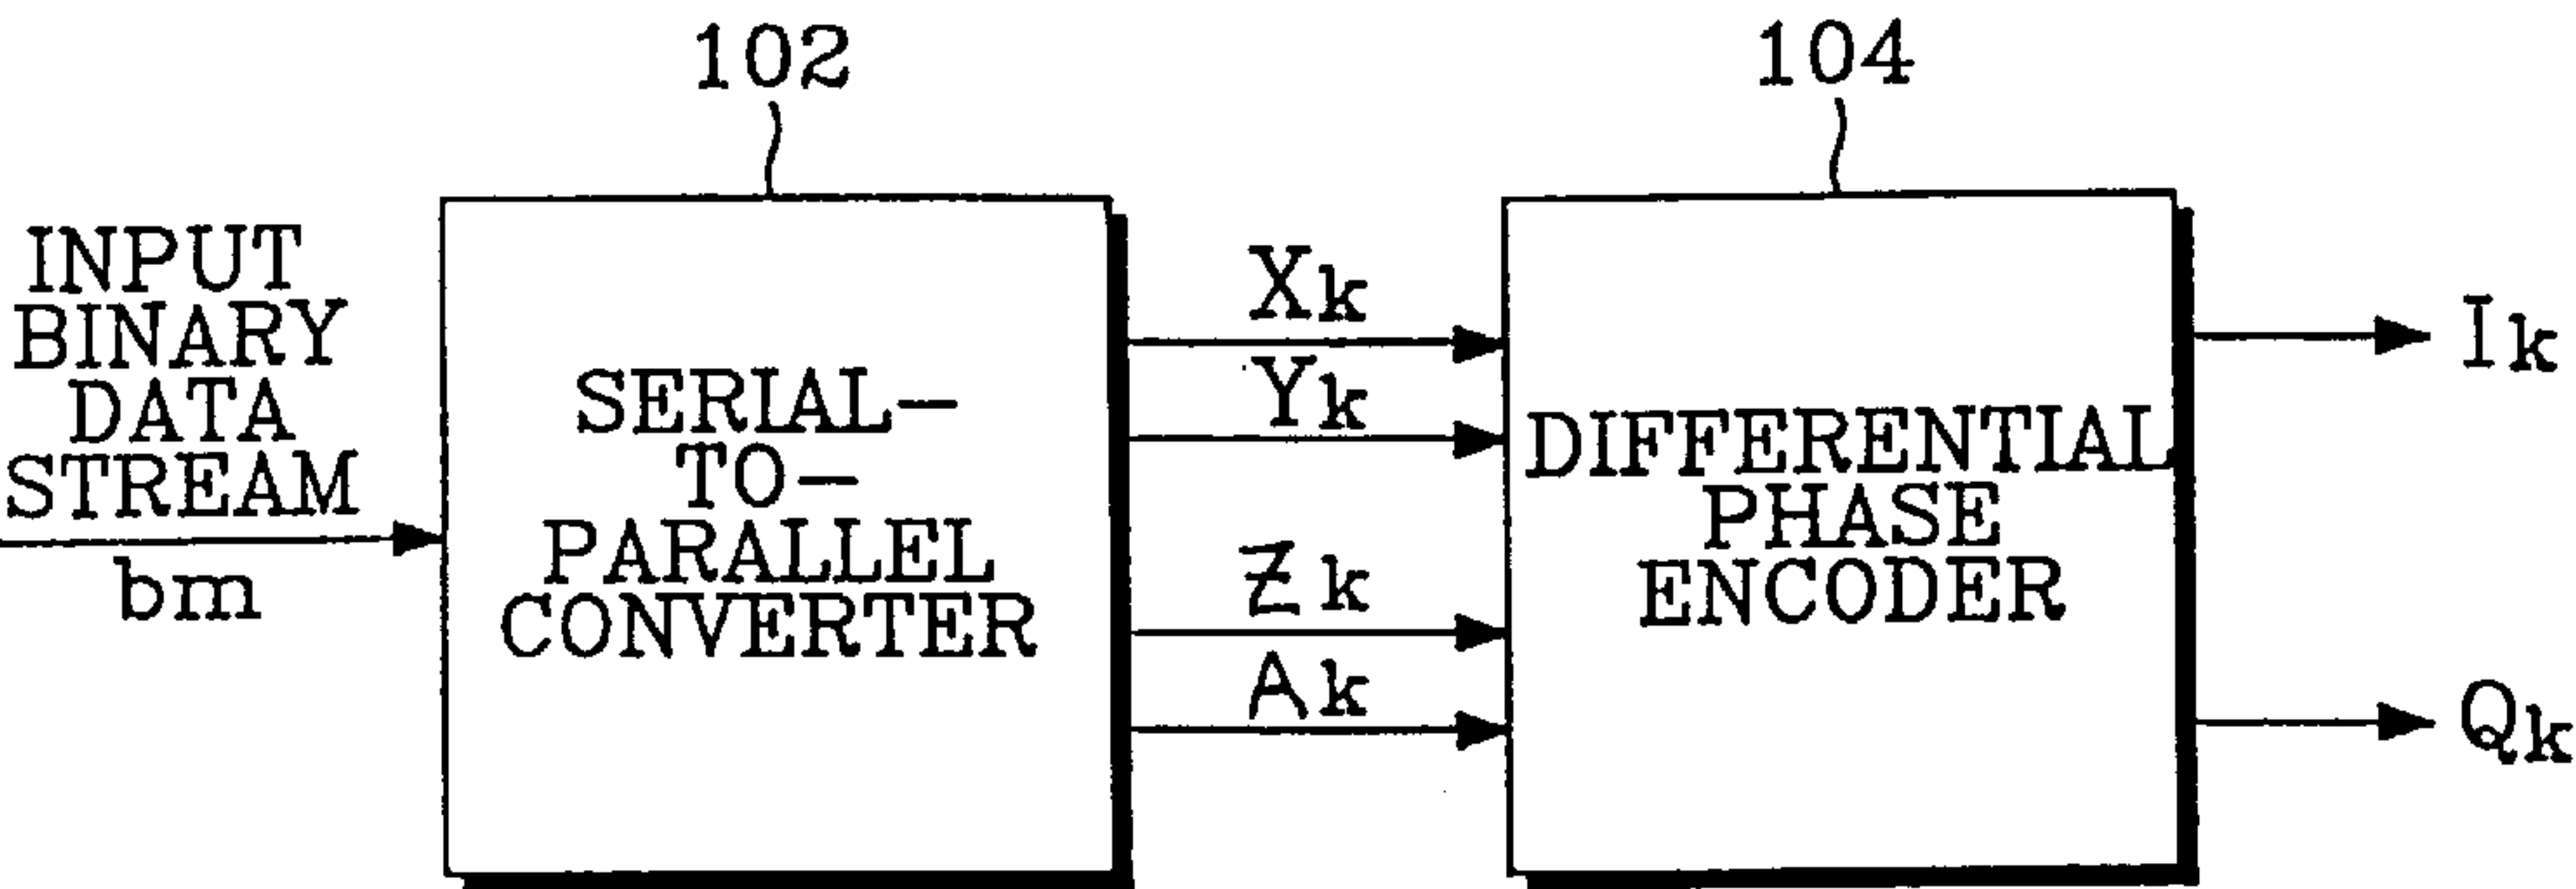 102
104
INPUT
BINARY
DATA
STREAM
bm
SERIAL-
TO-
PARALLEL
CONVERTER
Xk
Yk
Zk
Ak
DIFFERENTIAL
PHASE
ENCODER
Ik
Qk